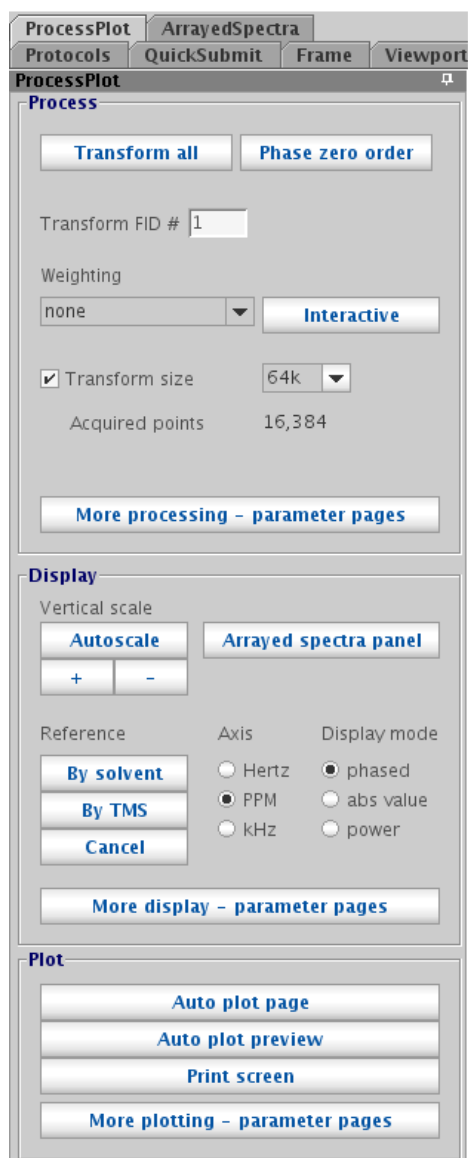 ProcessPlot ArrayedSpectra
Protocols QuickSubmit Frame Viewport
ProcessPlot
Process
Transform all Phase zero order
Transform FID # 1
Weighting
none Interactive
Transform size 64k
Acquired points 16,384
More processing – parameter pages
Display
Vertical scale
Autoscale Arrayed spectra panel
+ –
Reference Axis Display mode
By solvent Hertz phased
By TMS PPM abs value
Cancel kHz power
More display – parameter pages
Plot
Auto plot page
Auto plot preview
Print screen
More plotting – parameter pages